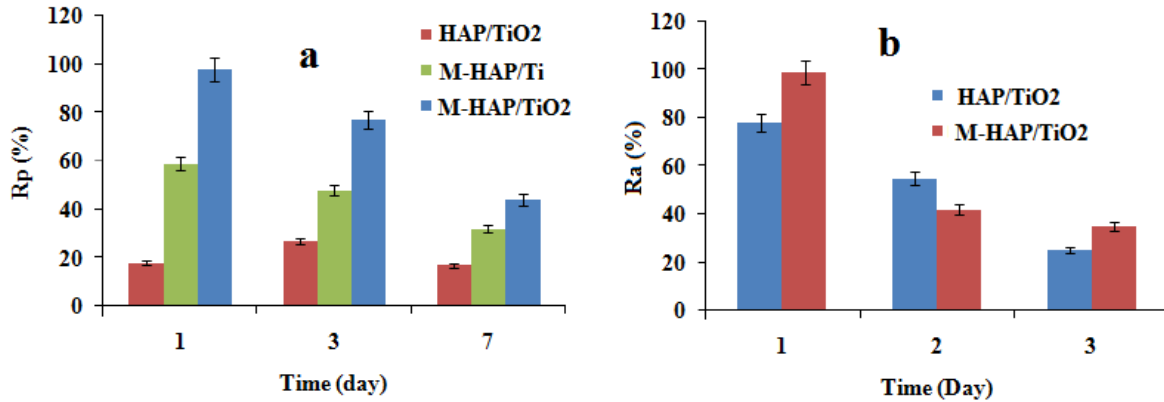 a
Rp (%)
120
100
80
60
40
20
0
HAP/TiO2
M-HAP/Ti
M-HAP/TiO2
1 3 7
Time (day)
b
Ra (%)
120
100
80
60
40
20
0
HAP/TiO2
M-HAP/TiO2
1 2 3
Time (Day)